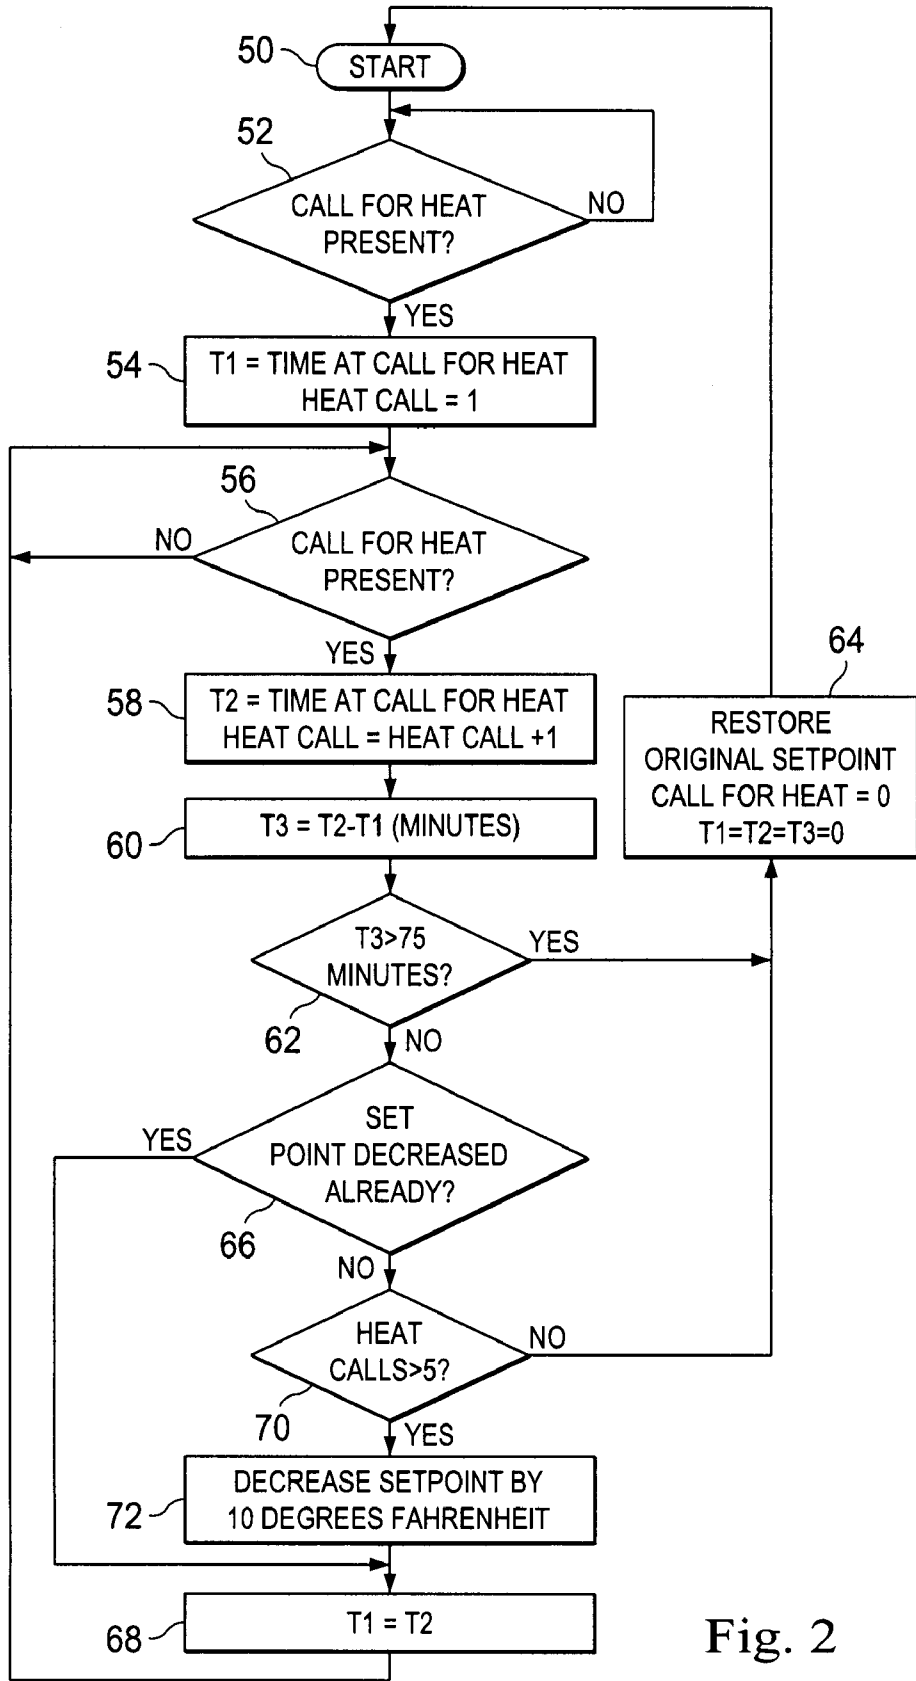 50
START
52
CALL FOR HEAT
PRESENT?
NO
YES
54
T1 = TIME AT CALL FOR HEAT
HEAT CALL = 1
56
NO
CALL FOR HEAT
PRESENT?
YES
58
T2 = TIME AT CALL FOR HEAT
HEAT CALL = HEAT CALL +1
64
RESTORE
ORIGINAL SETPOINT
CALL FOR HEAT = 0
T1=T2=T3=0
60
T3 = T2-T1 (MINUTES)
T3>75
MINUTES?
YES
62
NO
YES
SET
POINT DECREASED
ALREADY?
66
NO
HEAT
CALLS>5?
NO
70
YES
72
DECREASE SETPOINT BY
10 DEGREES FAHRENHEIT
68
T1 = T2
Fig. 2